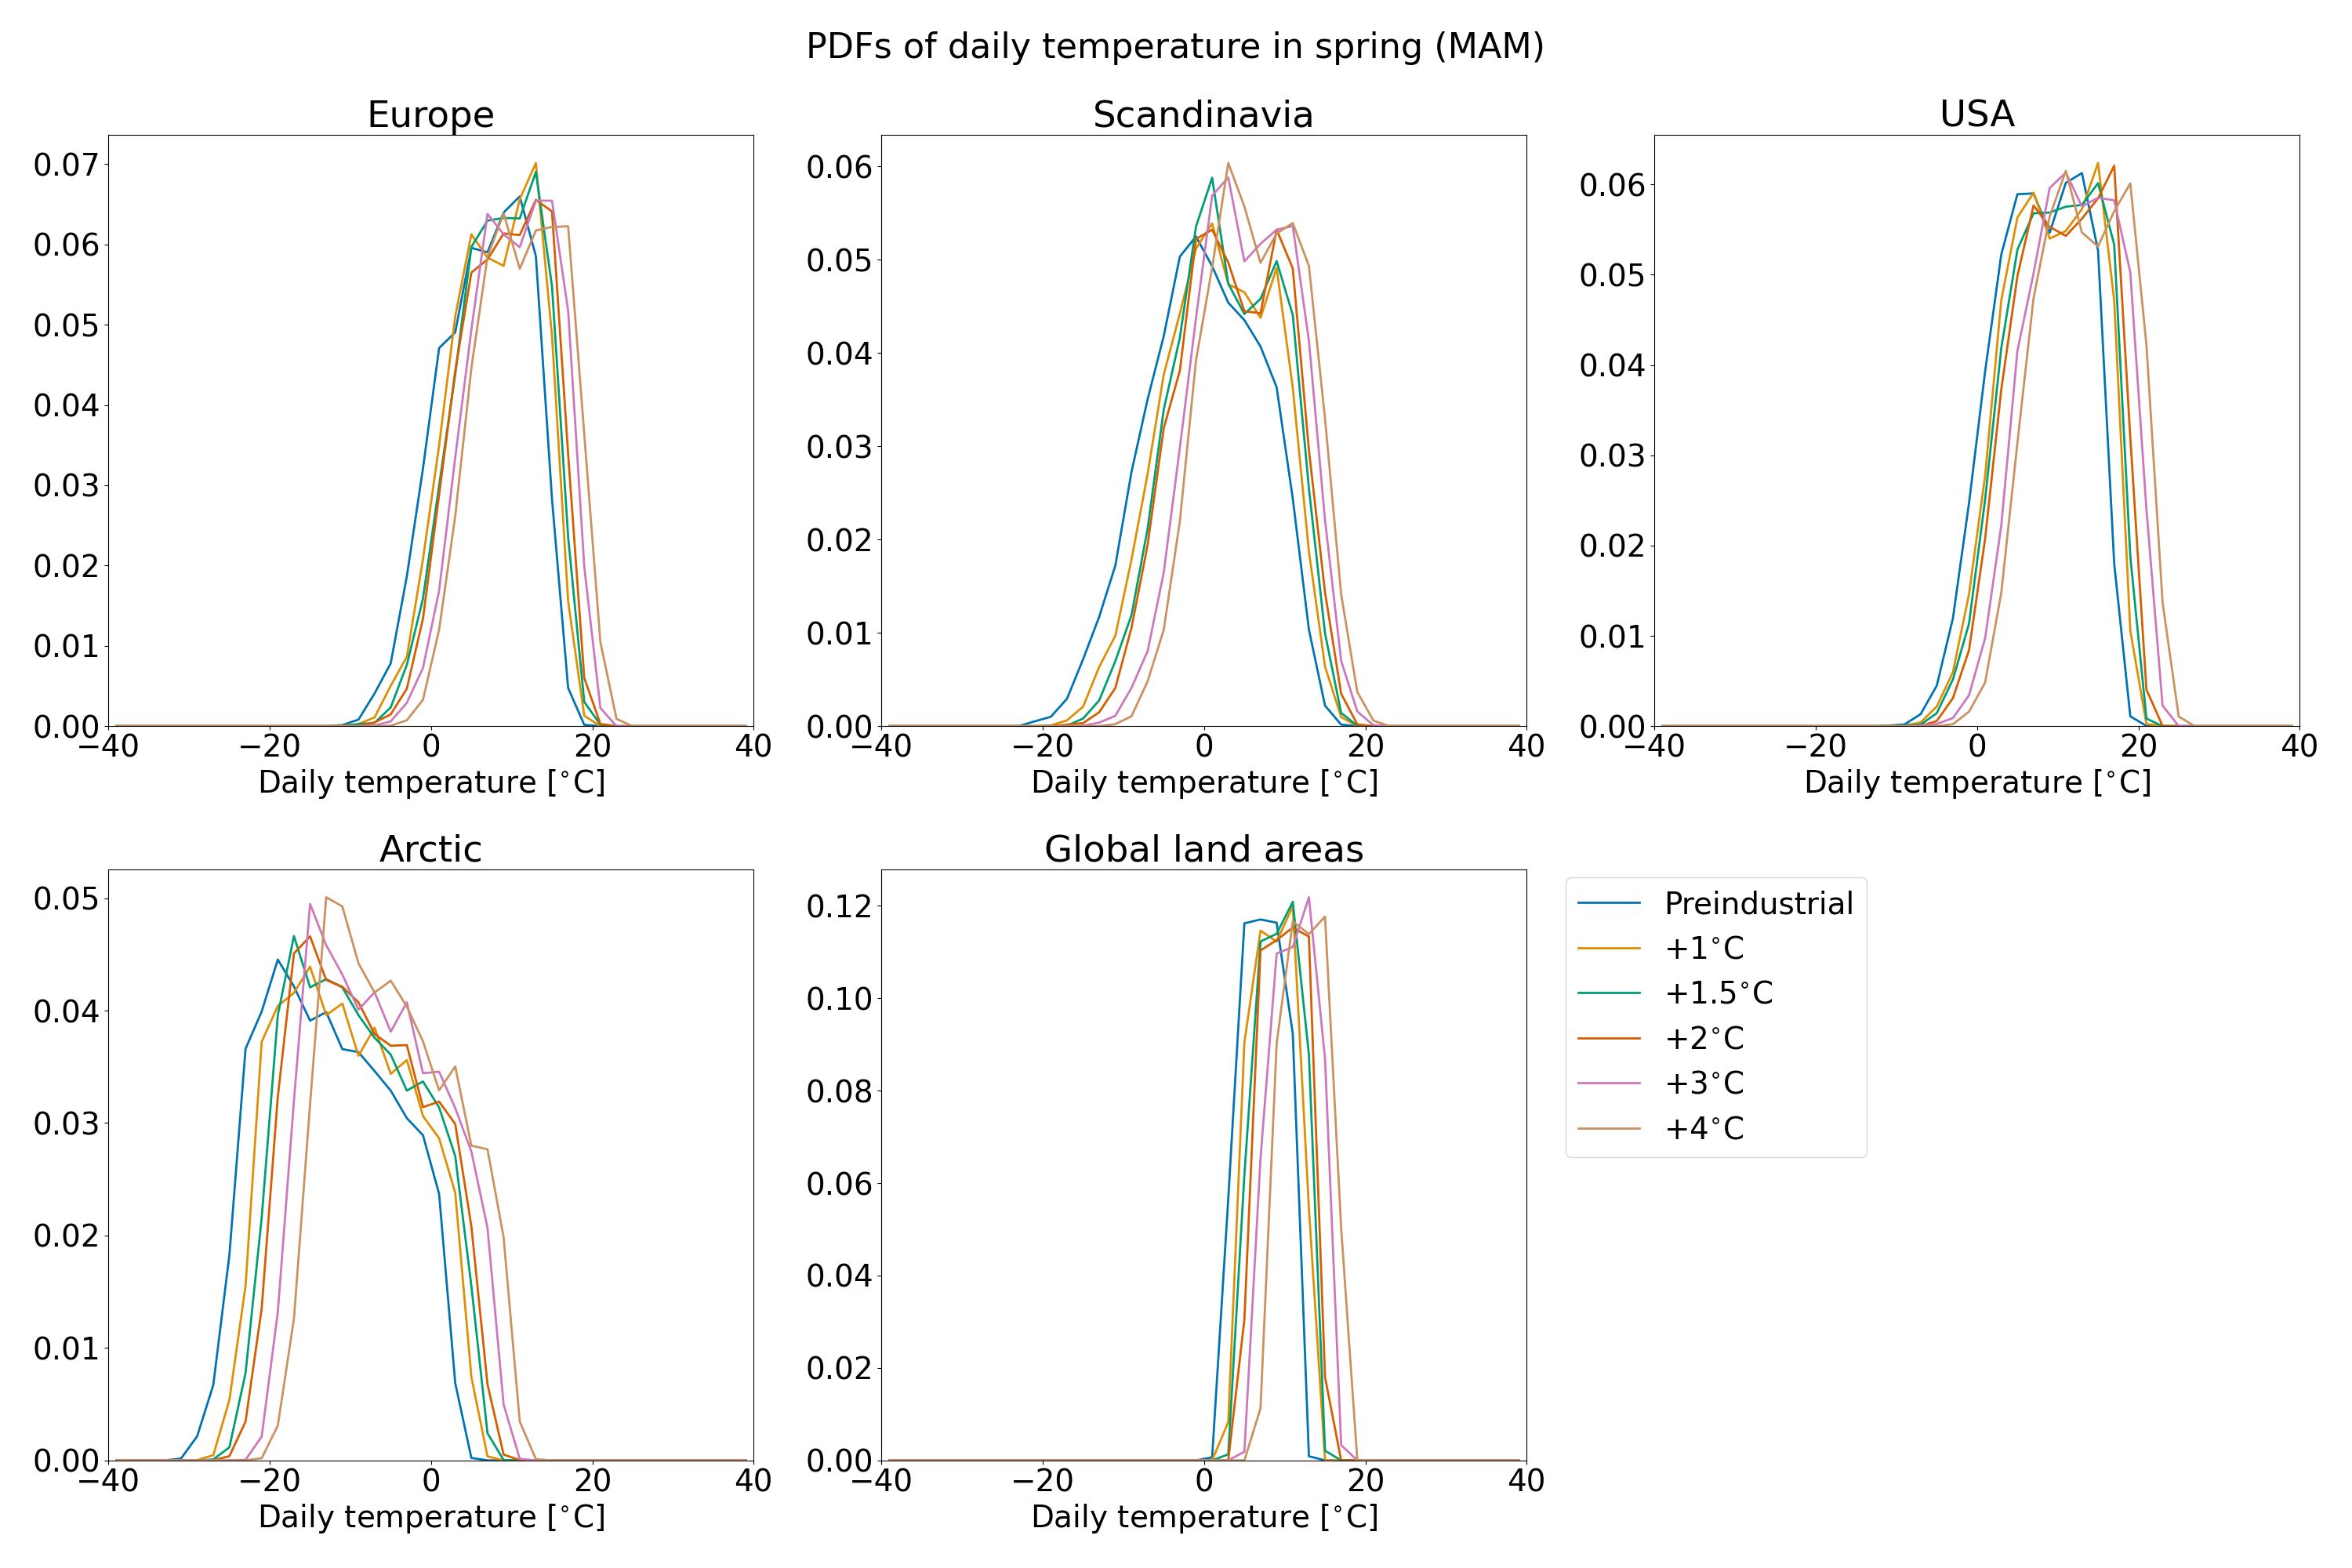 PDFs of daily temperature in spring (MAM)
Europe
0.07
0.06
0.05
0.04
0.03
0.02
0.01
0.00
−40 −20 0 20 40
Daily temperature [°C]
Scandinavia
0.06
0.05
0.04
0.03
0.02
0.01
0.00
−40 −20 0 20 40
Daily temperature [°C]
USA
0.06
0.05
0.04
0.03
0.02
0.01
0.00
−40 −20 0 20 40
Daily temperature [°C]
Arctic
0.05
0.04
0.03
0.02
0.01
0.00
−40 −20 0 20 40
Daily temperature [°C]
Global land areas
0.12
0.10
0.08
0.06
0.04
0.02
0.00
−40 −20 0 20 40
Daily temperature [°C]
Preindustrial
+1°C
+1.5°C
+2°C
+3°C
+4°C